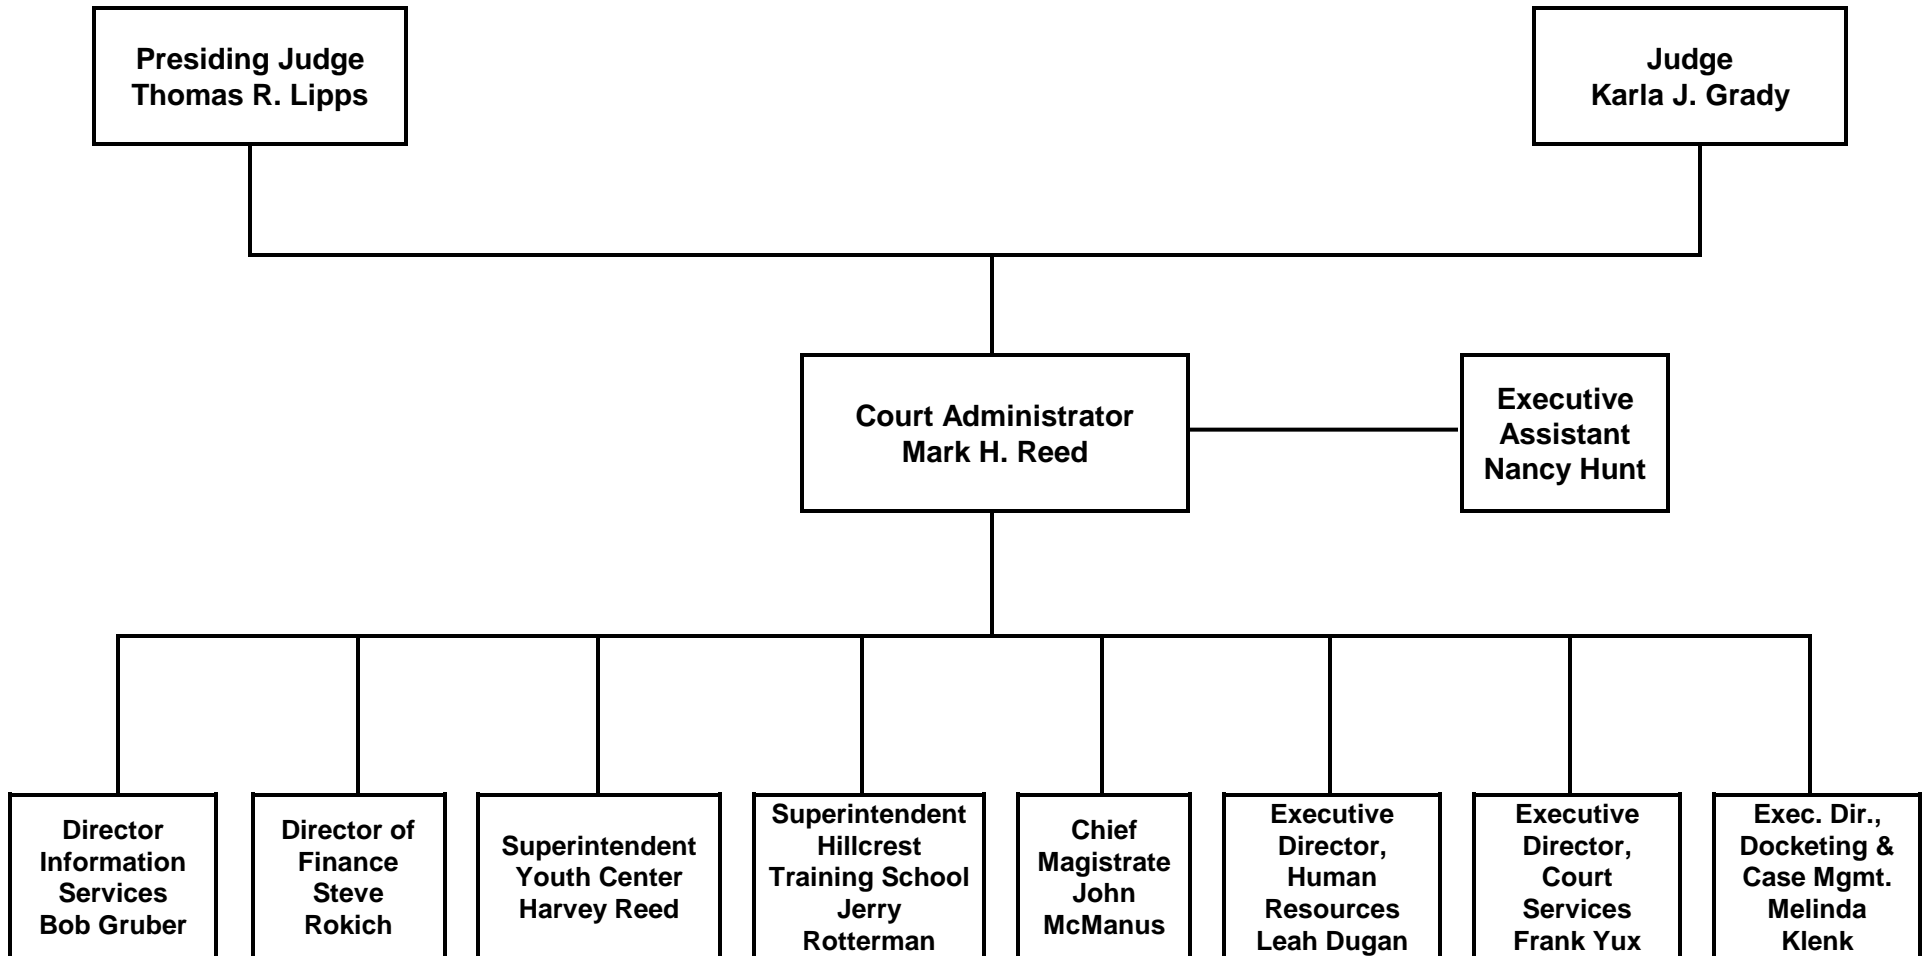 Presiding Judge
Thomas R. Lipps
Judge
Karla J. Grady
Court Administrator
Mark H. Reed
Executive
Assistant
Nancy Hunt
Director
Information
Services
Bob Gruber
Director of
Finance
Steve
Rokich
Superintendent
Youth Center
Harvey Reed
Superintendent
Hillcrest
Training School
Jerry
Rotterman
Chief
Magistrate
John
McManus
Executive
Director,
Human
Resources
Leah Dugan
Executive
Director,
Court
Services
Frank Yux
Exec. Dir.,
Docketing &
Case Mgmt.
Melinda
Klenk